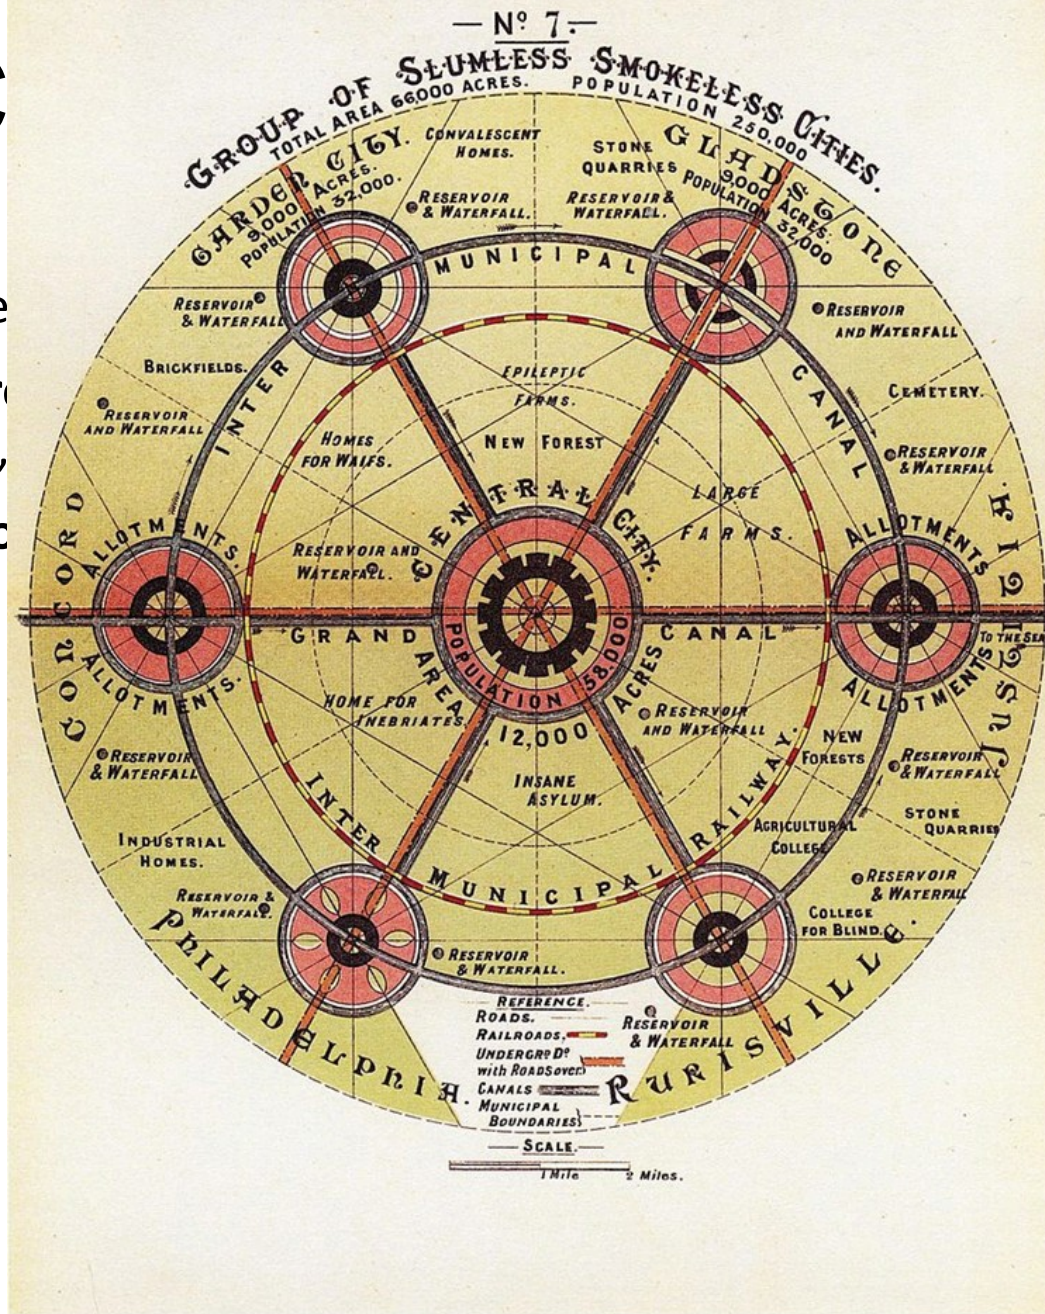 — Nº 7. —
GROUP OF SLUMLESS SMOKELESS CITIES.
TOTAL AREA 66,000 ACRES. POPULATION 250,000
GARDEN CITY.
9,000 ACRES.
POPULATION 32,000.
CONVALESCENT
HOMES.
STONE
QUARRIES
GLADSTONE
9,000 ACRES.
POPULATION 32,000
RESERVOIR
& WATERFALL.
RESERVOIR &
WATERFALL.
RESERVOIR
& WATERFALL
RESERVOIR
AND WATERFALL
INTER MUNICIPAL CANAL
BRICKFIELDS.
RESERVOIR
AND WATERFALL
EPILEPTIC
FARMS.
CEMETERY.
HOMES
FOR WAIFS.
NEW FOREST
RESERVOIR
& WATERFALL
LARGE
FARMS.
CONCORD
ALLOTMENTS.
RESERVOIR AND
WATERFALL.
CENTRAL CITY.
ALLOTMENTS
JUSTITIA
GRAND CANAL
TO THE SEA
POPULATION 58,000
AREA 12,000 ACRES
ALLOTMENTS.
ALLOTMENTS
HOME FOR
INEBRIATES.
RESERVOIR
AND WATERFALL
RESERVOIR
& WATERFALL
NEW
FORESTS
RESERVOIR
& WATERFALL
INSANE
ASYLUM.
INTER MUNICIPAL RAILWAY.
INDUSTRIAL
HOMES.
AGRICULTURAL
COLLEGE
STONE
QUARRIES
RESERVOIR &
WATERFALL.
RESERVOIR
& WATERFALL
COLLEGE
FOR BLIND.
RESERVOIR
& WATERFALL.
PHILADELPHIA.
RURISVILLE.
REFERENCE.
ROADS.
RAILROADS.
UNDERGRD Dº
with ROADS over.
CANALS
MUNICIPAL
BOUNDARIES
RESERVOIR
& WATERFALL
— SCALE. —
1 Mile 2 Miles.